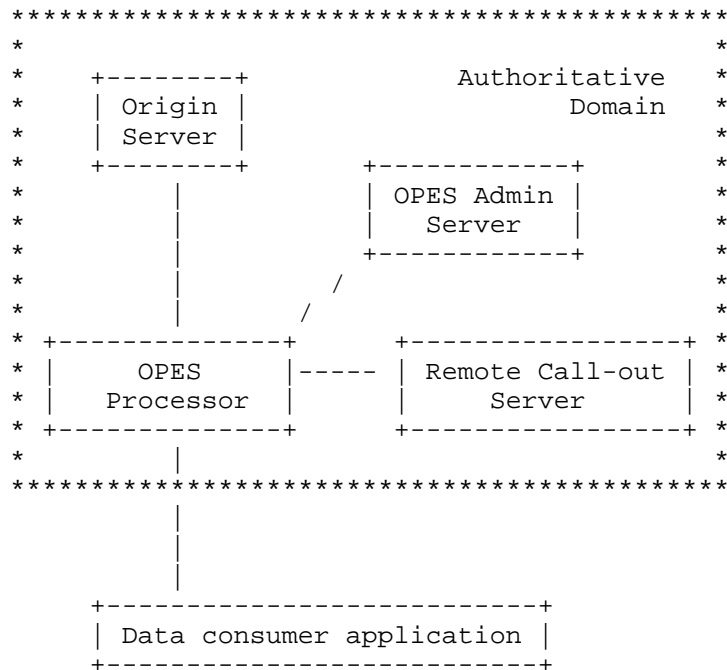 Authoritative
Domain
Origin
Server
OPES Admin
Server
OPES
Processor
Remote Call-out
Server
Data consumer application